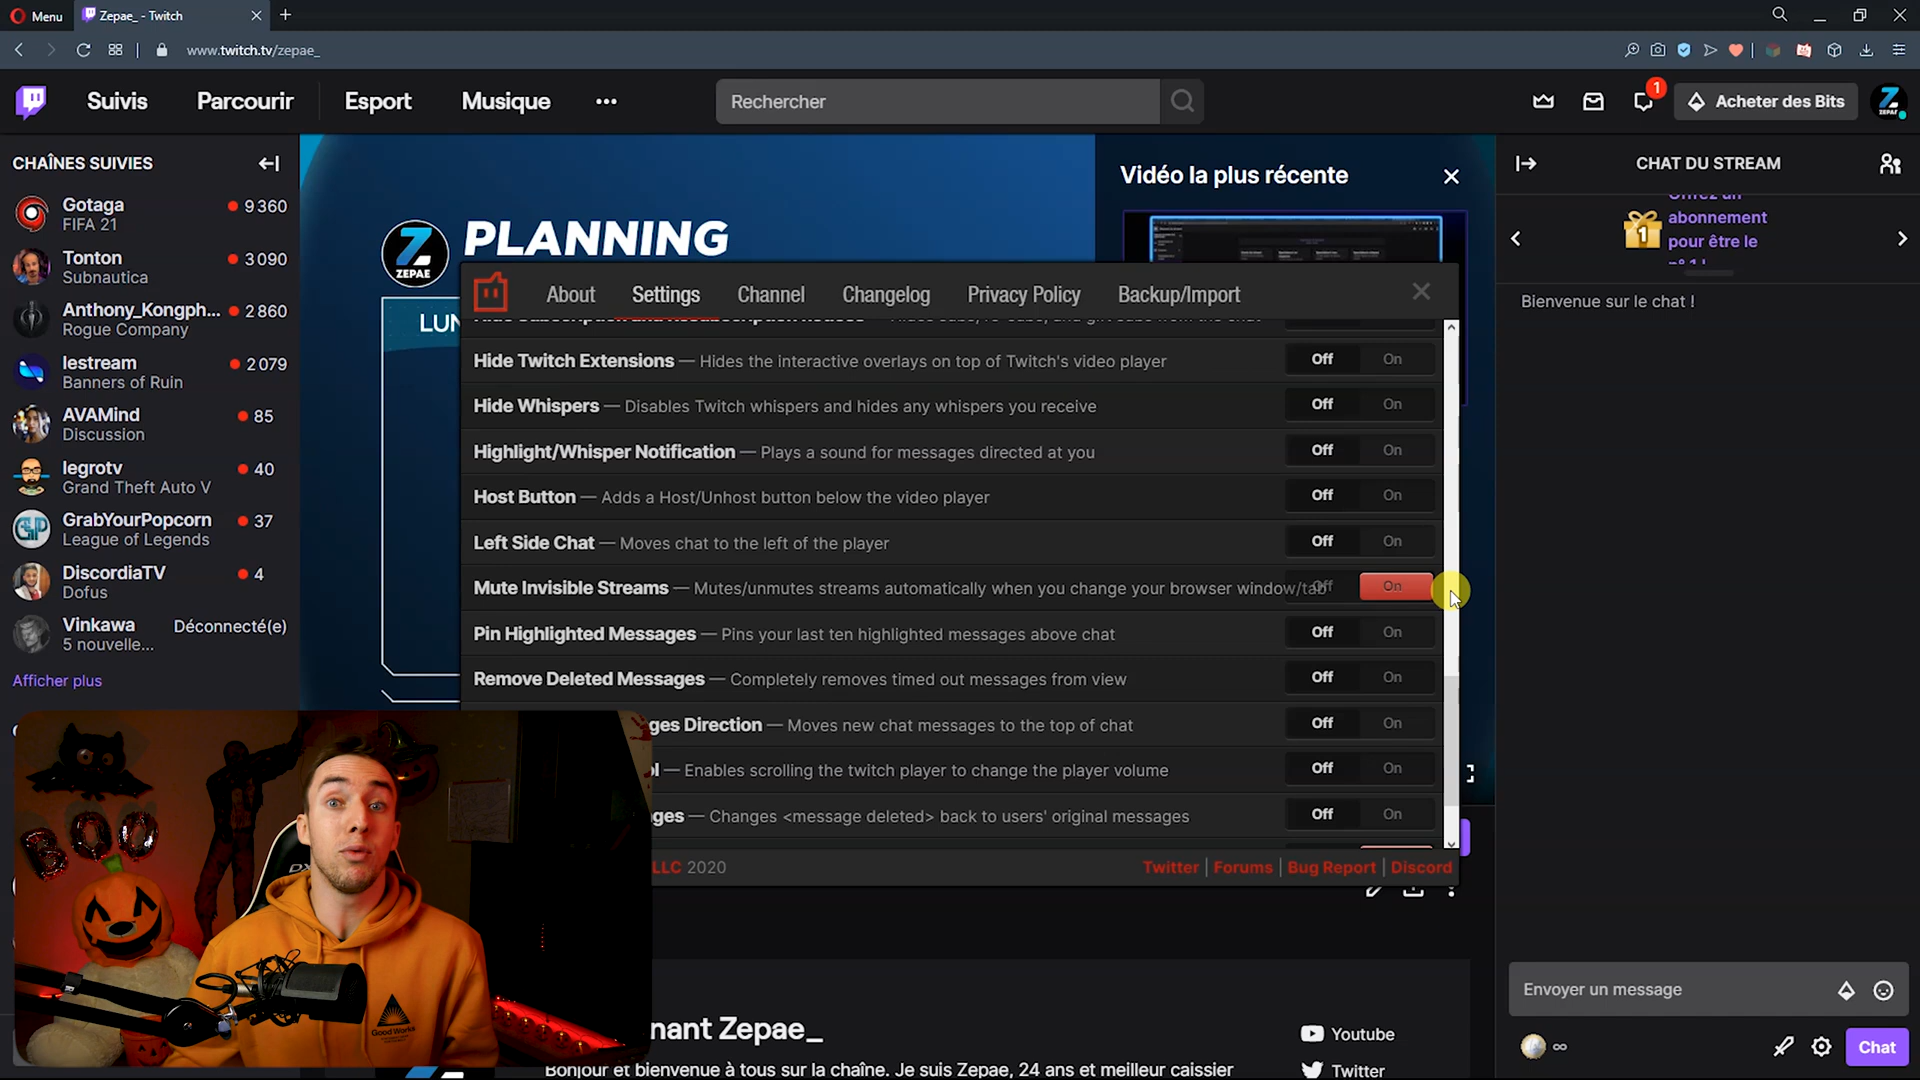 Menu
Zepae_ - Twitch
www.twitch.tv/zepae_
Suivis
Parcourir
Esport
Musique
Rechercher
1
Acheter des Bits
CHAÎNES SUIVIES
Gotaga
9 360
FIFA 21
Tonton
3 090
Subnautica
Anthony_Kongph...
2 860
Rogue Company
lestream
2 079
Banners of Ruin
AVAMind
85
Discussion
legrotv
40
Grand Theft Auto V
GrabYourPopcorn
37
League of Legends
DiscordiaTV
4
Dofus
Vinkawa
Déconnecté(e)
5 nouvelle...
Afficher plus
ZEPAE
PLANNING
LUN
Vidéo la plus récente
About
Settings
Channel
Changelog
Privacy Policy
Backup/Import
Hide Twitch Extensions — Hides the interactive overlays on top of Twitch's video player
Off On
Hide Whispers — Disables Twitch whispers and hides any whispers you receive
Off On
Highlight/Whisper Notification — Plays a sound for messages directed at you
Off On
Host Button — Adds a Host/Unhost button below the video player
Off On
Left Side Chat — Moves chat to the left of the player
Off On
Mute Invisible Streams — Mutes/unmutes streams automatically when you change your browser window/tab
Off On
Pin Highlighted Messages — Pins your last ten highlighted messages above chat
Off On
Remove Deleted Messages — Completely removes timed out messages from view
Off On
ges Direction — Moves new chat messages to the top of chat
Off On
ol — Enables scrolling the twitch player to change the player volume
Off On
ges — Changes <message deleted> back to users' original messages
Off On
LLC 2020
Twitter | Forums | Bug Report | Discord
CHAT DU STREAM
1
Offrez un
abonnement
pour être le
n° 1 !
Bienvenue sur le chat !
Envoyer un message
Chat
BOO
Good Works
nant Zepae_
Bonjour et bienvenue à tous sur la chaîne. Je suis Zepae, 24 ans et meilleur caissier
Youtube
Twitter